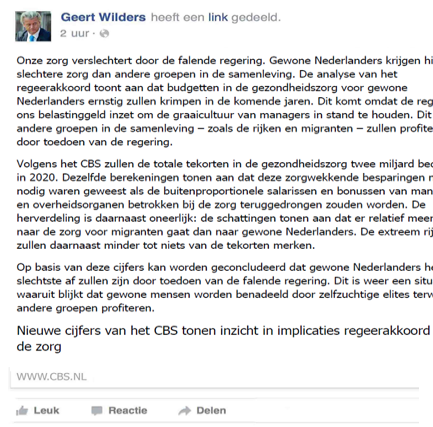 Geert Wilders heeft een link gedeeld.
2 uur ·
Onze zorg verslechtert door de falende regering. Gewone Nederlanders krijgen hi
slechtere zorg dan andere groepen in de samenleving. De analyse van het
regeerakkoord toont aan dat budgetten in de gezondheidszorg voor gewone
Nederlanders ernstig zullen krimpen in de komende jaren. Dit komt omdat de reg
ons belastinggeld inzet om de graaicultuur van managers in stand te houden. Dit
andere groepen in de samenleving – zoals de rijken en migranten – zullen profite
door toedoen van de regering.
Volgens het CBS zullen de totale tekorten in de gezondheidszorg twee miljard bed
in 2020. Dezelfde berekeningen tonen aan dat deze zorgwekkende besparingen n
nodig waren geweest als de buitenproportionele salarissen en bonussen van man
en overheidsorganen betrokken bij de zorg teruggedrongen zouden worden. De
herverdeling is daarnaast oneerlijk: de schattingen tonen aan dat er relatief meer
naar de zorg voor migranten gaat dan naar gewone Nederlanders. De extreem rij
zullen daarnaast minder tot niets van de tekorten merken.
Op basis van deze cijfers kan worden geconcludeerd dat gewone Nederlanders he
slechtste af zullen zijn door toedoen van de falende regering. Dit is weer een situ
waaruit blijkt dat gewone mensen worden benadeeld door zelfzuchtige elites terw
andere groepen profiteren.
Nieuwe cijfers van het CBS tonen inzicht in implicaties regeerakkoord
de zorg
WWW.CBS.NL
Leuk Reactie Delen